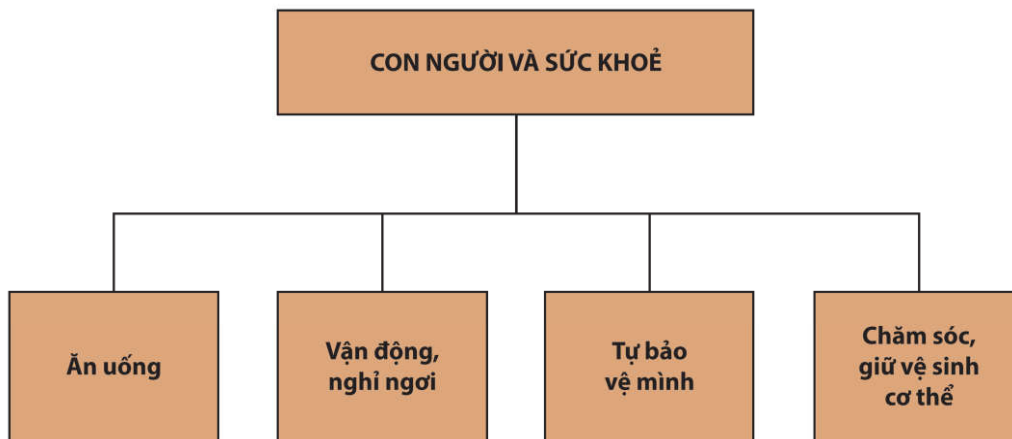 CON NGƯỜI VÀ SỨC KHOẺ
Ăn uống
Vận động,
nghỉ ngơi
Tự bảo
vệ mình
Chăm sóc,
giữ vệ sinh
cơ thể